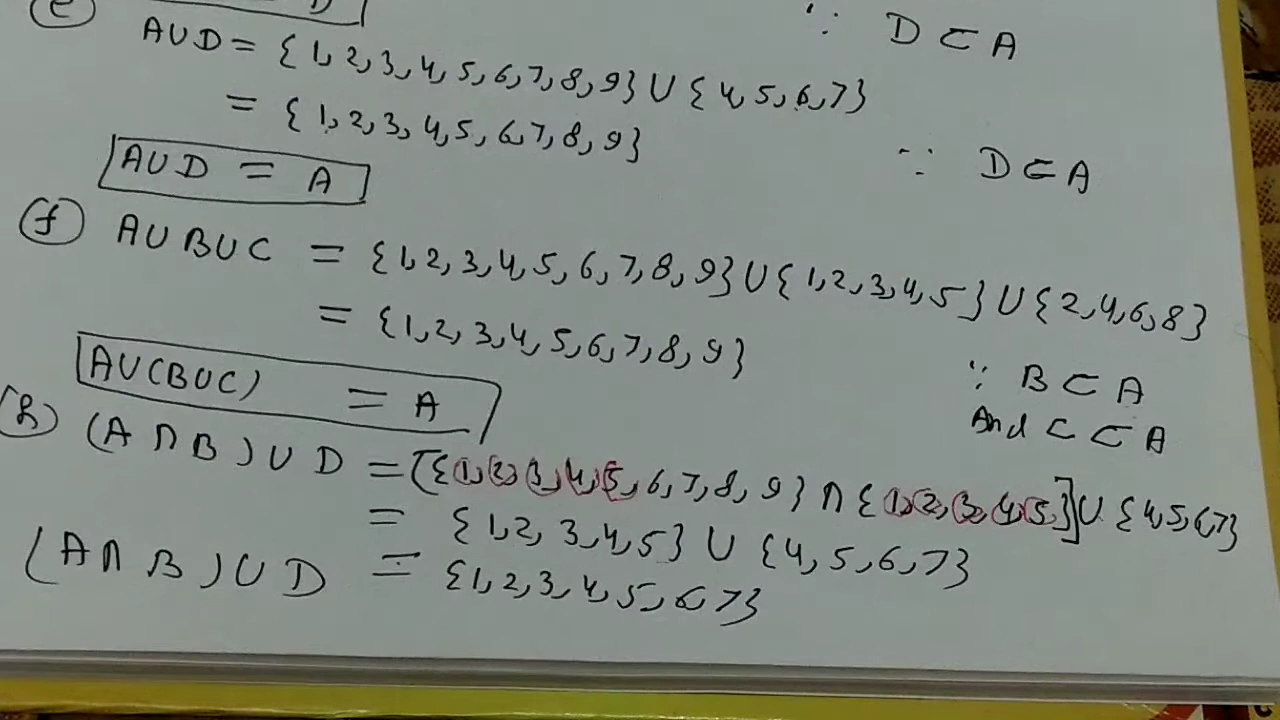 (e)
∵ D ⊂ A
A∪D = {1,2,3,4,5,6,7,8,9} ∪ {4,5,6,7}
= {1,2,3,4,5,6,7,8,9}
A∪D = A ∵ D⊂A
(f) A∪B∪C = {1,2,3,4,5,6,7,8,9}∪{1,2,3,4,5}∪{2,4,6,8}
= {1,2,3,4,5,6,7,8,9}
A∪(B∪C) = A ∵ B ⊂ A
And C ⊂ A
(A∩B)∪D = [{1,2,3,4,5,6,7,8,9} ∩ {1,2,3,4,5}]∪ {4,5,6,7}
= {1,2,3,4,5} ∪ {4,5,6,7}
(A∩B)∪D = {1,2,3,4,5,6,7}